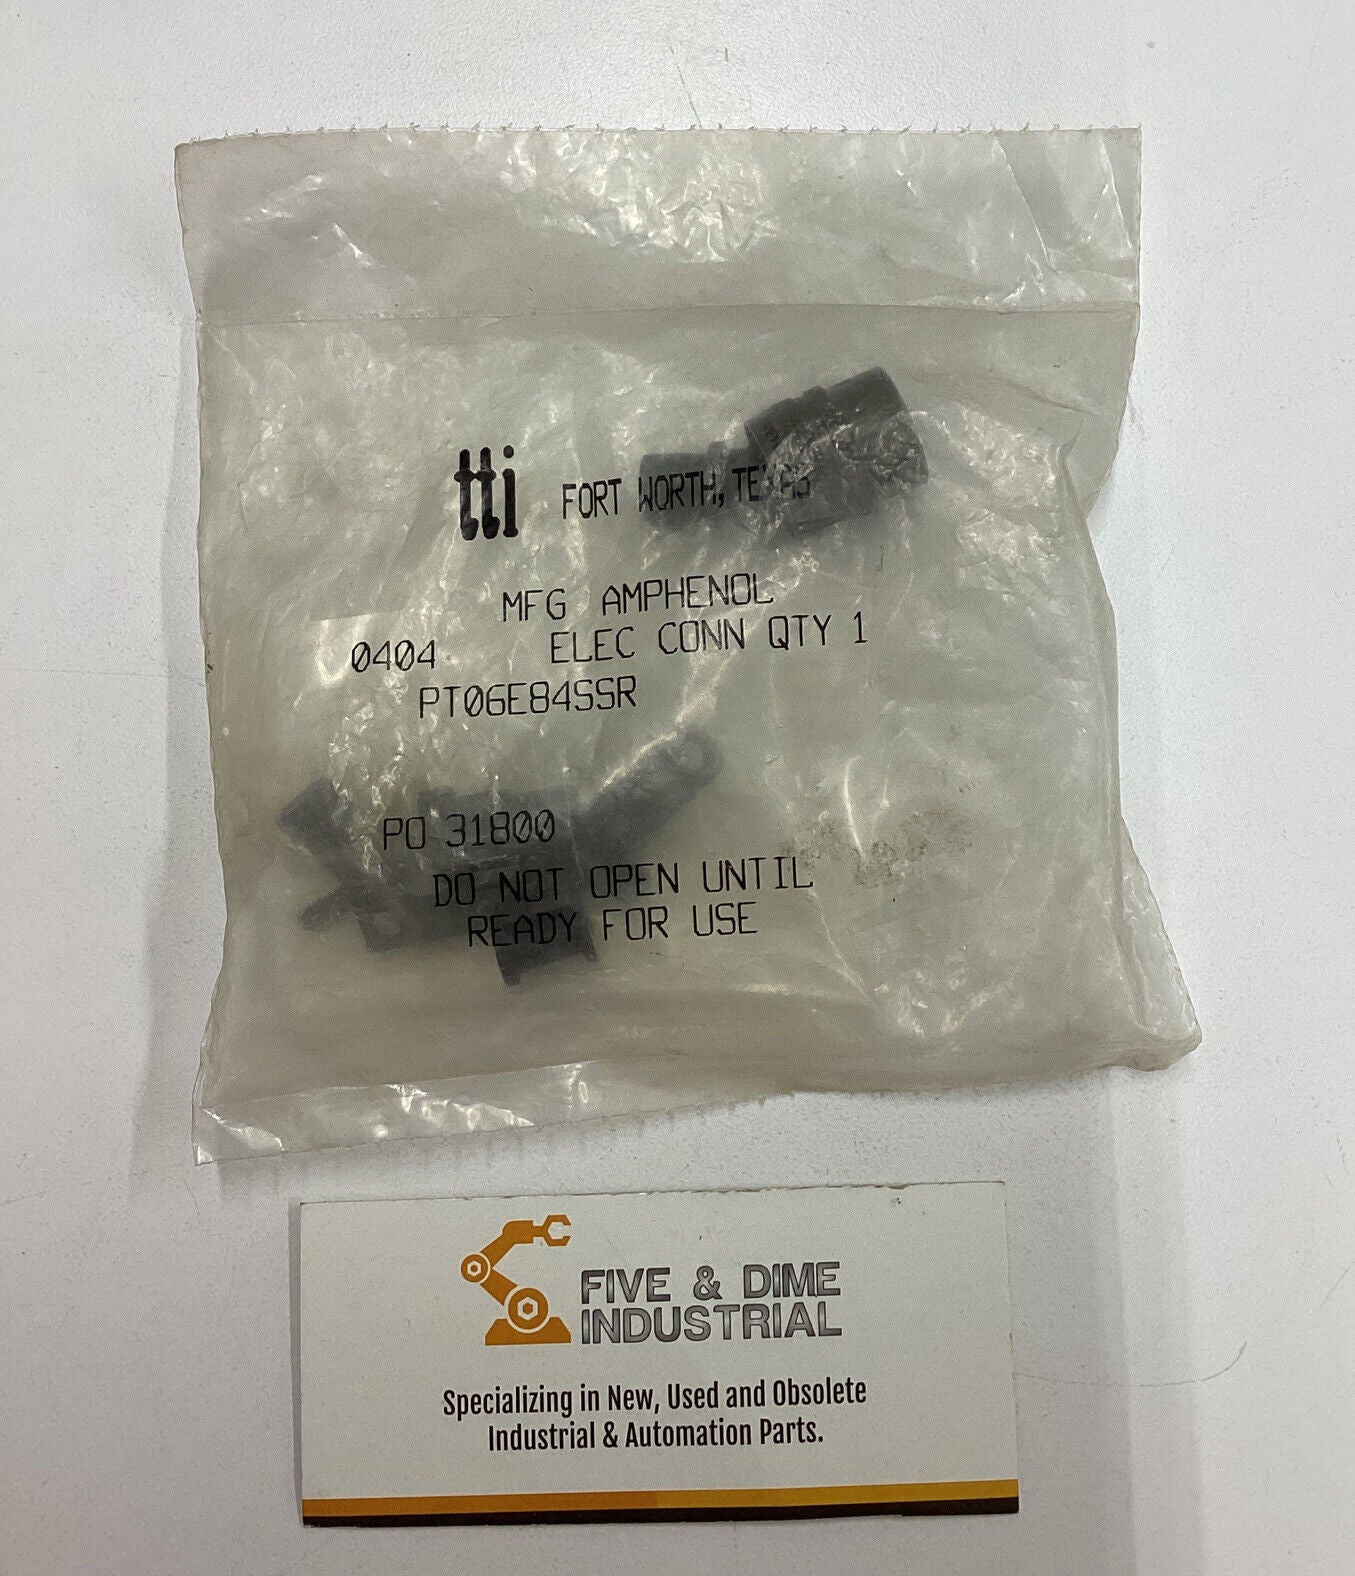 tti FORT WORTH, TEXAS
MFG AMPHENOL
0404 ELEC CONN QTY 1
PT06E84SSR
PO 31800
DO NOT OPEN UNTIL
READY FOR USE
FIVE & DIME
INDUSTRIAL
Specializing in New, Used and Obsolete
Industrial & Automation Parts.